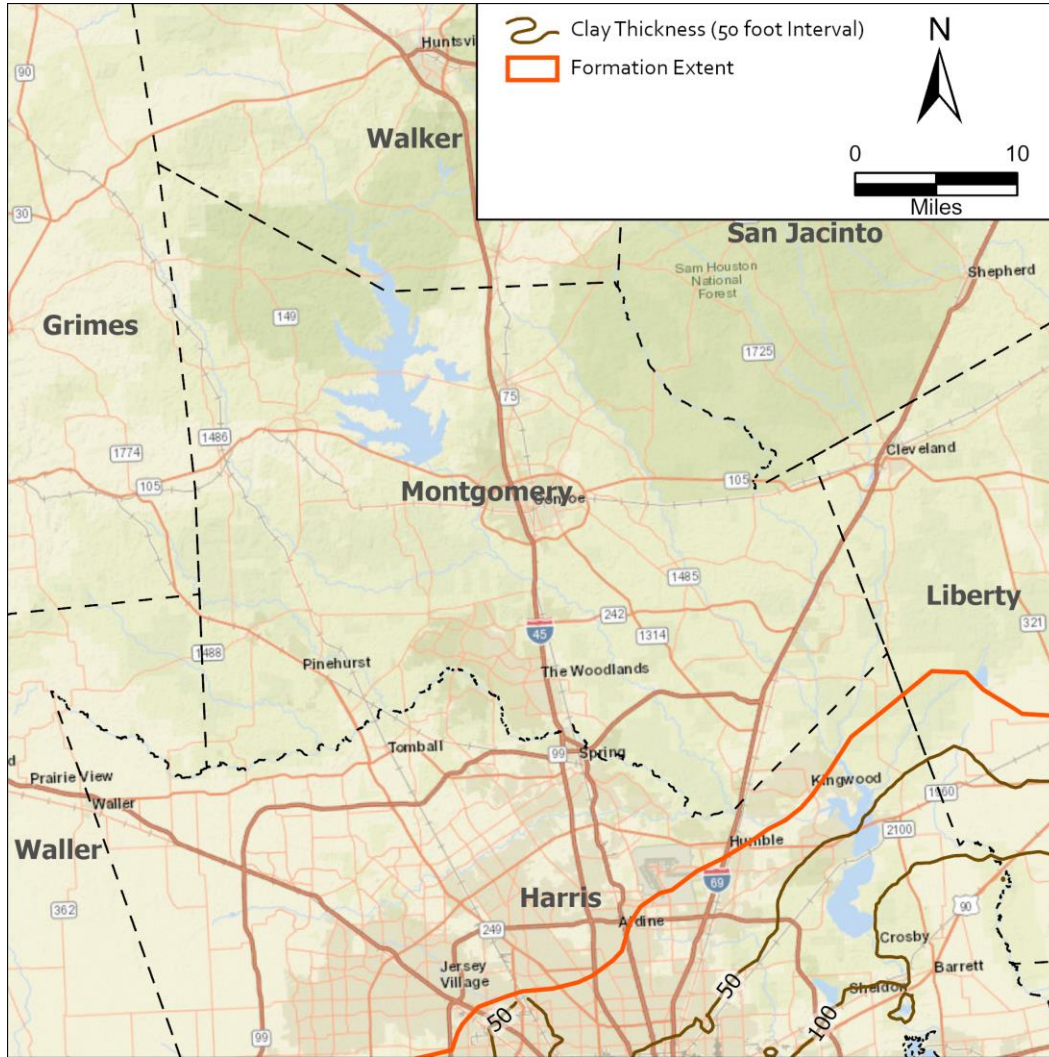 Clay Thickness (50 foot Interval)
Formation Extent
N
0 10
Miles
Huntsvi
90
Walker
30
San Jacinto
Sam Houston
National
Forest
Shepherd
Grimes
149
1725
75
1486
1774
105
105
Cleveland
Montgomery
Conroe
1485
Liberty
242
321
45
1314
1488
Pinehurst
The Woodlands
Tomball
99
Spring
d
Prairie View
Waller
Kingwood
1960
2100
Waller
Humble
69
Harris
362
90
249
Aldine
Crosby
Jersey
Village
Barrett
Sheldon
50
50
100
99